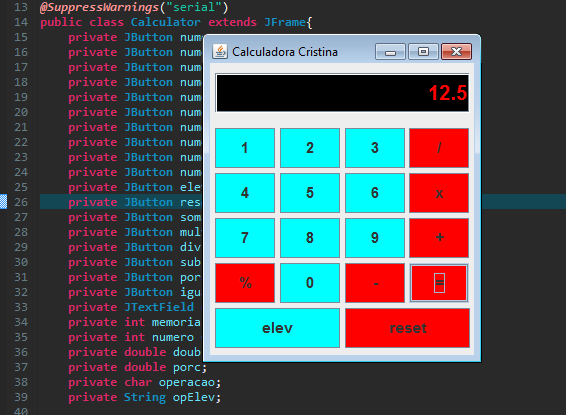 13 @SuppressWarnings("serial")
14 public class Calculator extends JFrame{
15 private JButton num
16 private JButton num
17 private JButton num
18 private JButton num
19 private JButton num
20 private JButton num
21 private JButton num
22 private JButton num
23 private JButton num
24 private JButton num
25 private JButton ele
26 private JButton res
27 private JButton som
28 private JButton mul
29 private JButton div
30 private JButton sub
31 private JButton por
32 private JButton igu
33 private JTextField
34 private int memoria
35 private int numero
36 private double doub
37 private double porc;
38 private char operacao;
39 private String opElev;
40
Calculadora Cristina
12.5
1 2 3 /
4 5 6 x
7 8 9 +
% 0 - =
elev reset